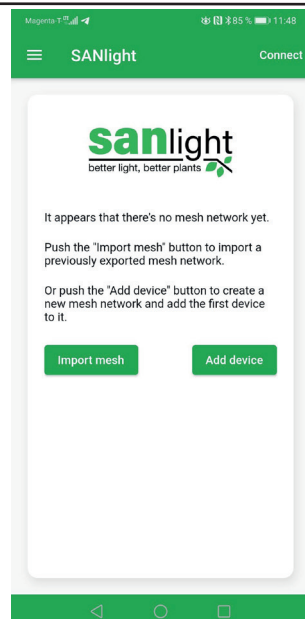 Magenta-T 85 % 11:48
SANlight Connect
sanlight
better light, better plants
It appears that there's no mesh network yet.
Push the "Import mesh" button to import a
previously exported mesh network.
Or push the "Add device" button to create a
new mesh network and add the first device
to it.
Import mesh Add device